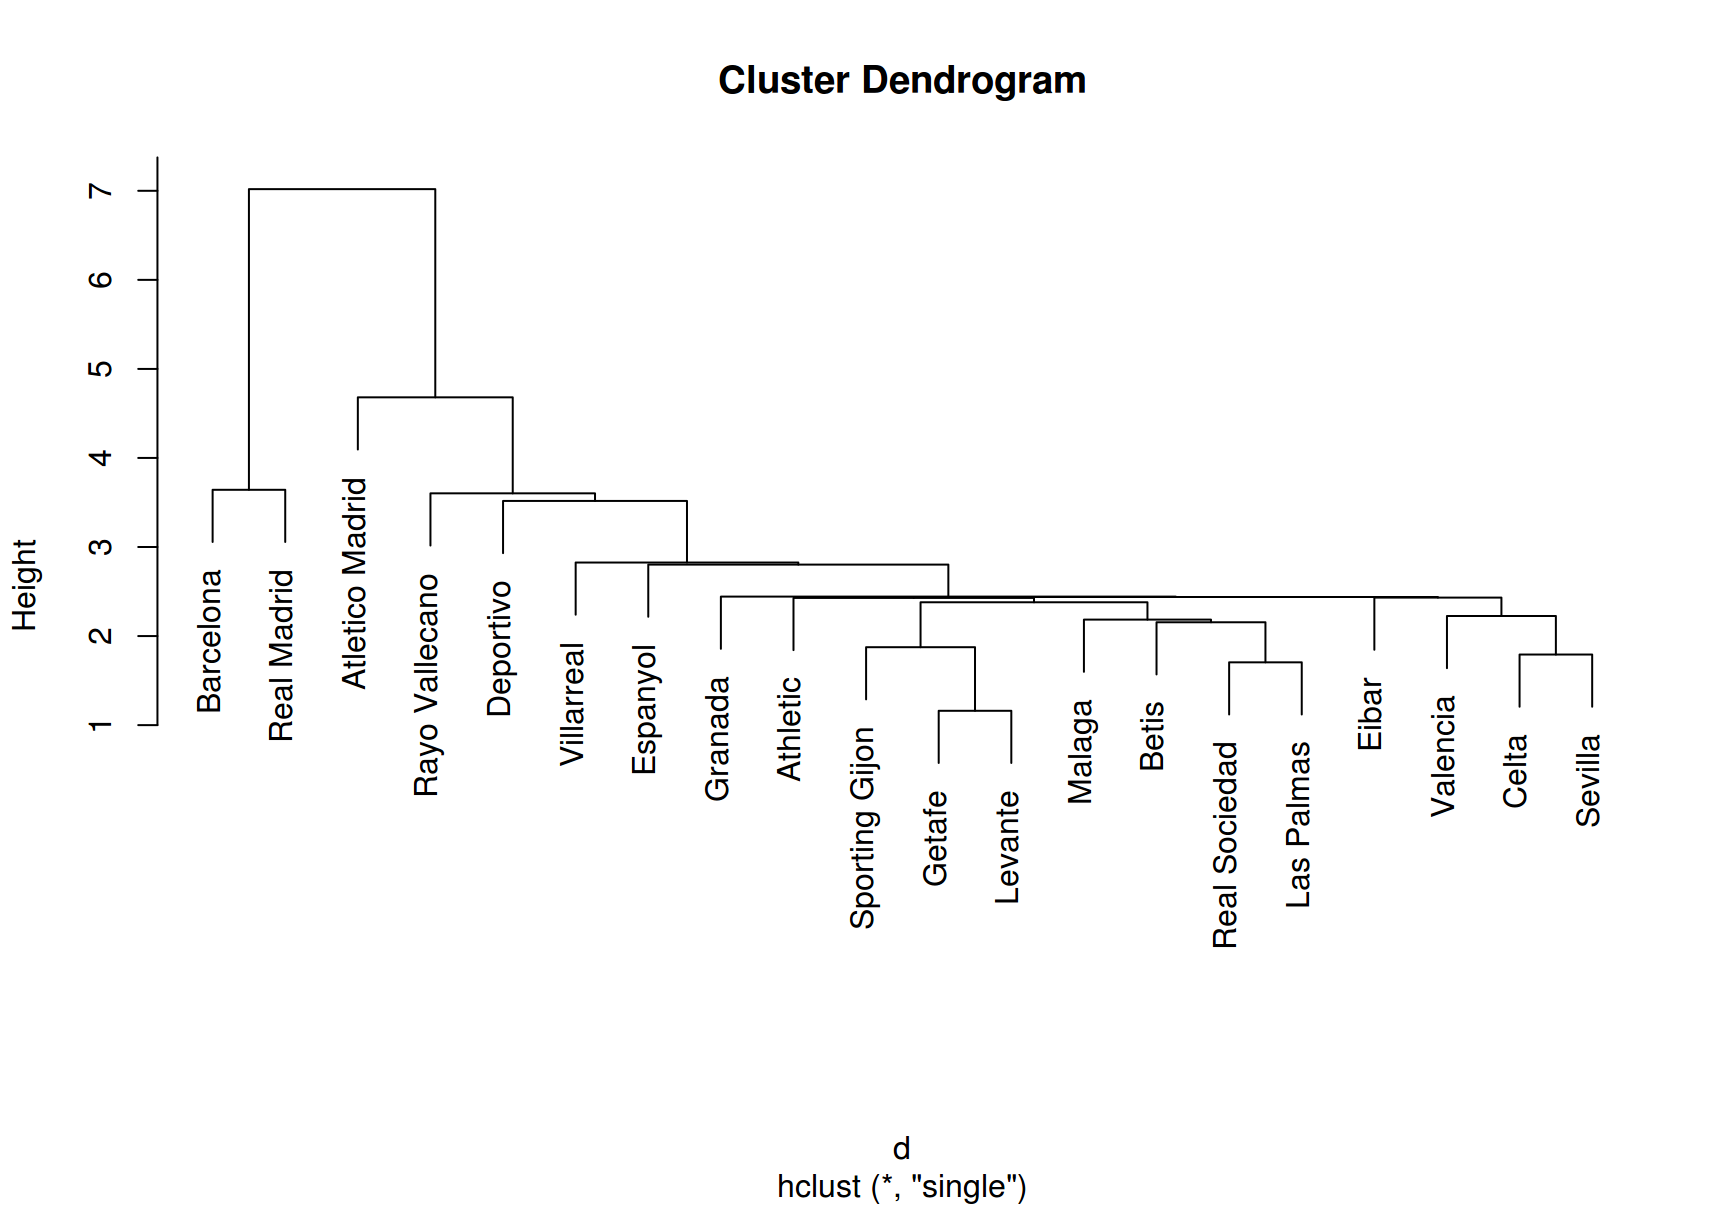 Cluster Dendrogram
Height
7
6
5
4
3
2
1
Barcelona
Real Madrid
Atletico Madrid
Rayo Vallecano
Deportivo
Villarreal
Espanyol
Granada
Athletic
Sporting Gijon
Getafe
Levante
Malaga
Betis
Real Sociedad
Las Palmas
Eibar
Valencia
Celta
Sevilla
d
hclust (*, "single")